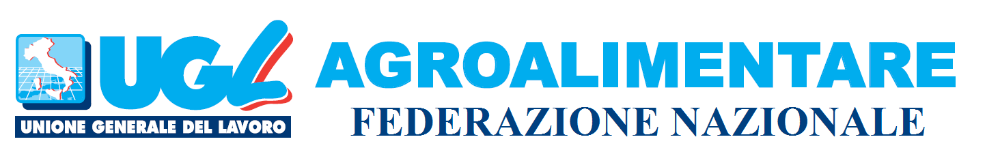 UGL
UNIONE GENERALE DEL LAVORO
AGROALIMENTARE
FEDERAZIONE NAZIONALE